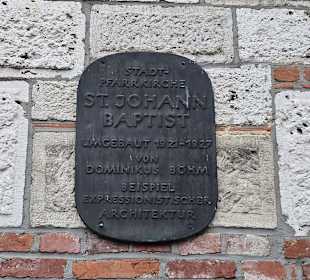 STADT-
PFARRKIRCHE
ST. JOHANN
BAPTIST
UMGEBAUT 1921-1927
VON
DOMINIKUS BÖHM
BEISPIEL
EXPRESSIONISTISCHER
ARCHITEKTUR